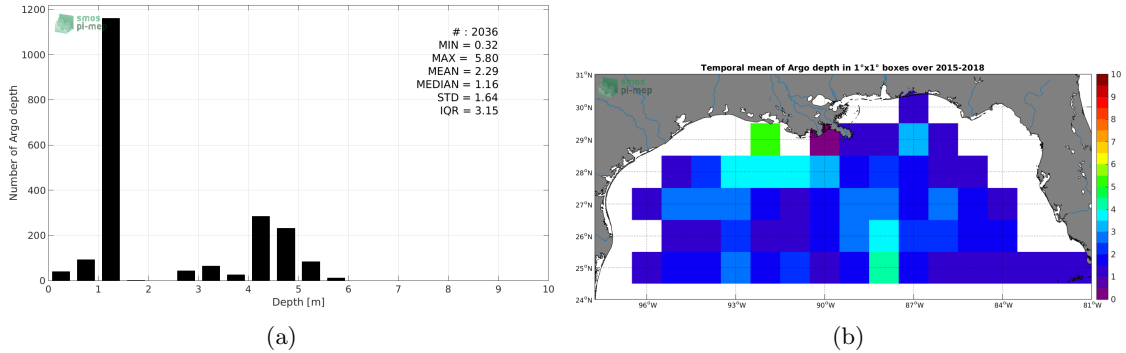 smos
pi-mep
# : 2036
MIN = 0.32
MAX = 5.80
MEAN = 2.29
MEDIAN = 1.16
STD = 1.64
IQR = 3.15
Number of Argo depth
1200
1000
800
600
400
200
0
0 1 2 3 4 5 6 7 8 9 10
Depth [m]
(a)
Temporal mean of Argo depth in 1°x1° boxes over 2015-2018
smos
pi-mep
31°N
30°N
29°N
28°N
27°N
26°N
25°N
24°N
96°W 93°W 90°W 87°W 84°W 81°W
10
9
8
7
6
5
4
3
2
1
0
(b)